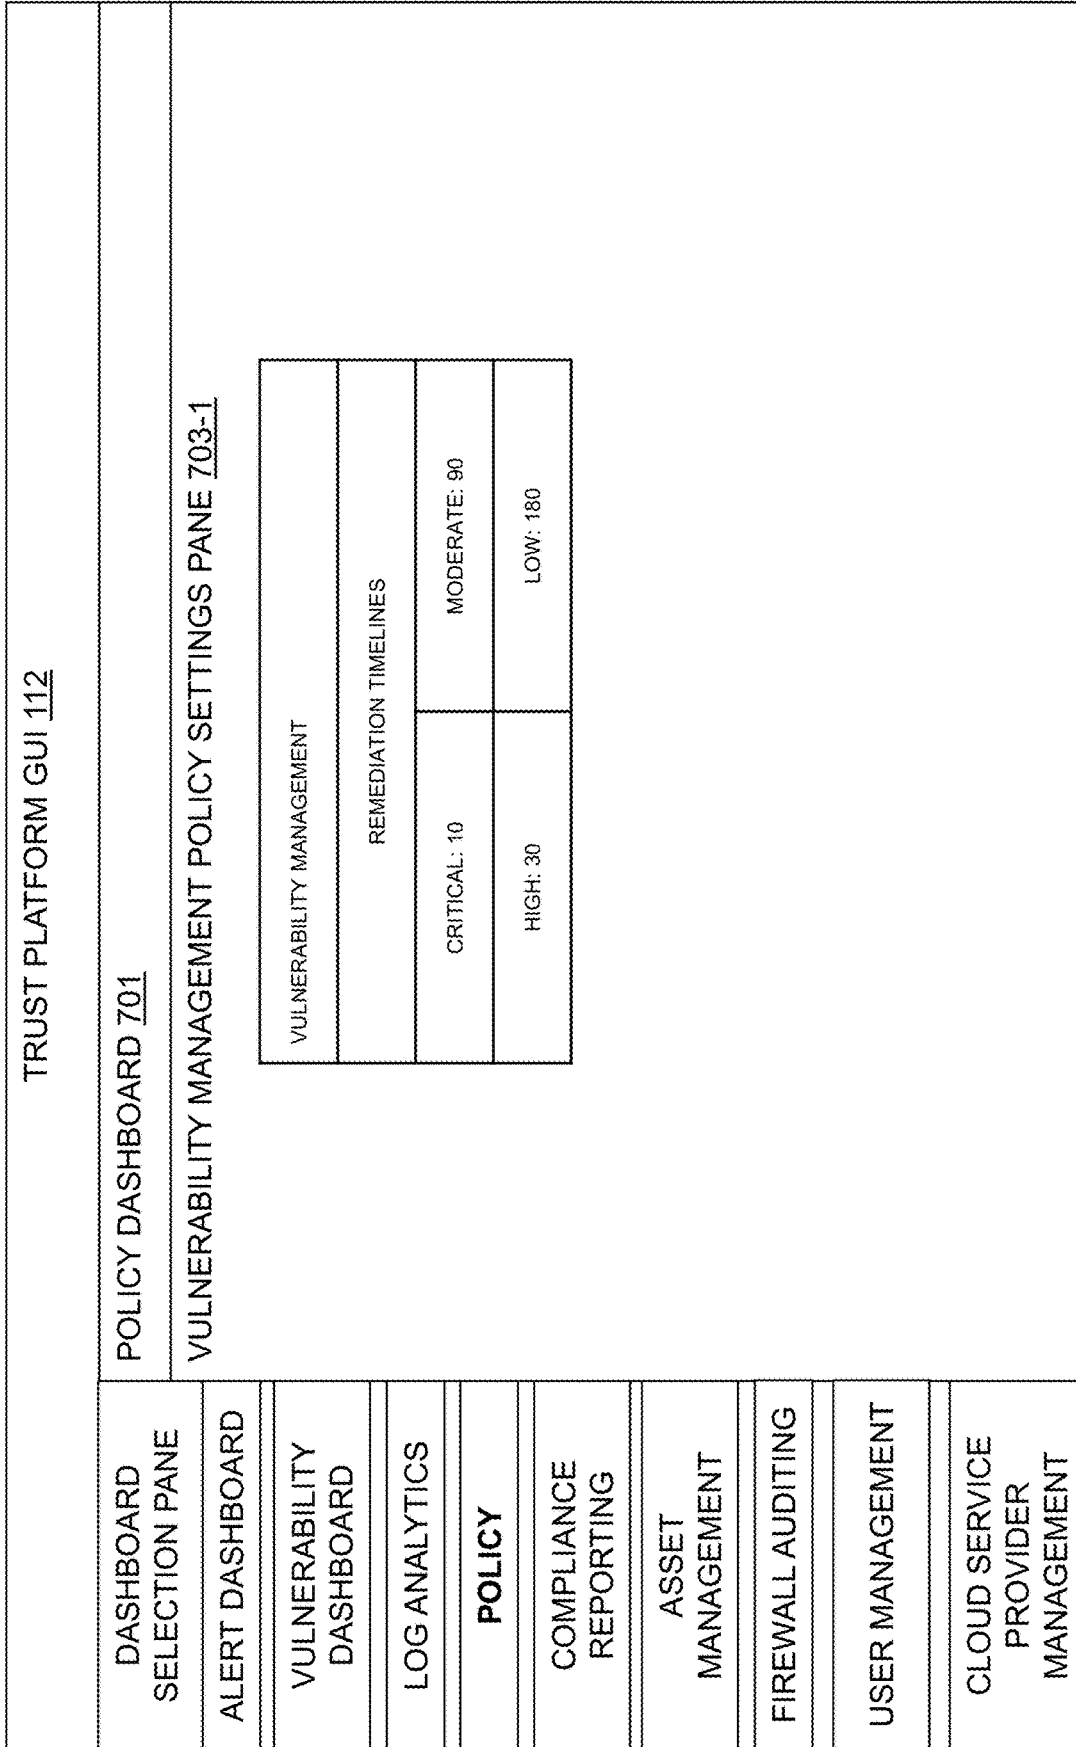 TRUST PLATFORM GUI 112
DASHBOARD
SELECTION PANE
ALERT DASHBOARD
VULNERABILITY
DASHBOARD
LOG ANALYTICS
POLICY
COMPLIANCE
REPORTING
ASSET
MANAGEMENT
FIREWALL AUDITING
USER MANAGEMENT
CLOUD SERVICE
PROVIDER
MANAGEMENT
POLICY DASHBOARD 701
VULNERABILITY MANAGEMENT POLICY SETTINGS PANE 703-1
VULNERABILITY MANAGEMENT
REMEDIATION TIMELINES
CRITICAL: 10
MODERATE: 90
HIGH: 30
LOW: 180